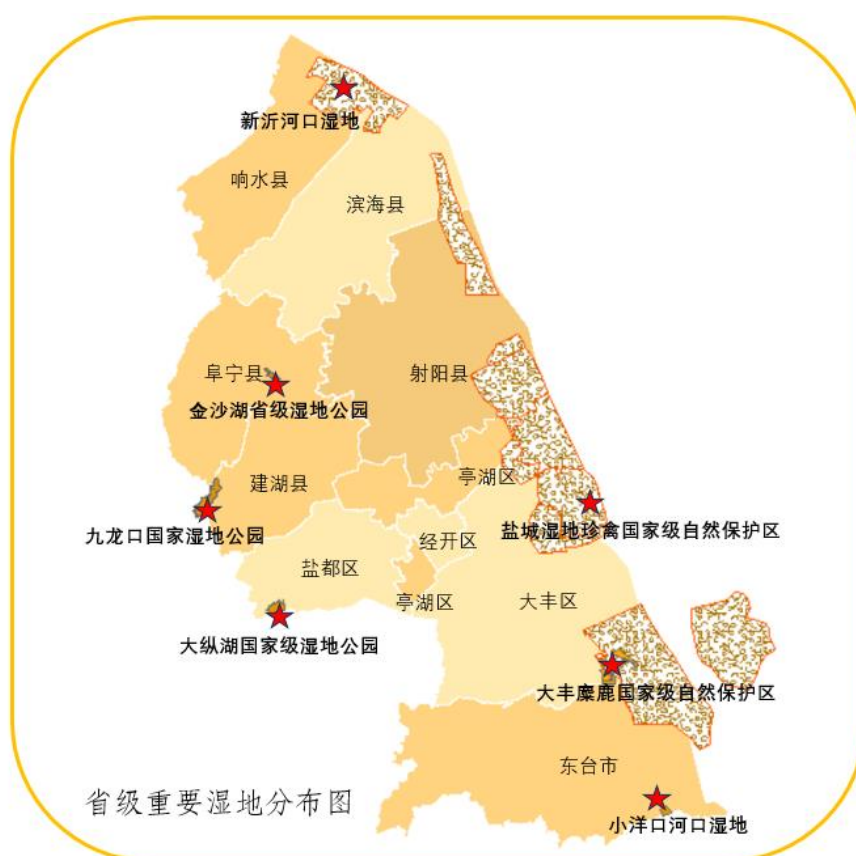 新沂河口湿地
响水县
滨海县
阜宁县
射阳县
金沙湖省级湿地公园
建湖县
亭湖区
九龙口国家湿地公园
经开区
盐城湿地珍禽国家级自然保护区
盐都区
亭湖区
大丰区
大纵湖国家级湿地公园
大丰麋鹿国家级自然保护区
东台市
省级重要湿地分布图
小洋口河口湿地